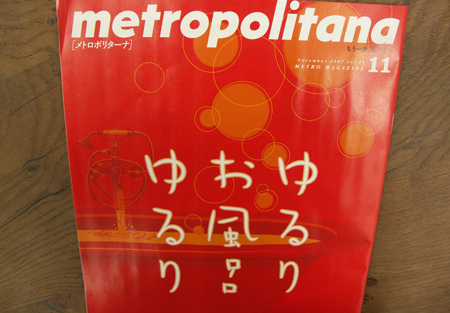 metropolitana
[メトロポリターナ]
November 2007
METRO MAGAZINE
11
ゆるり
お風呂
ゆるり